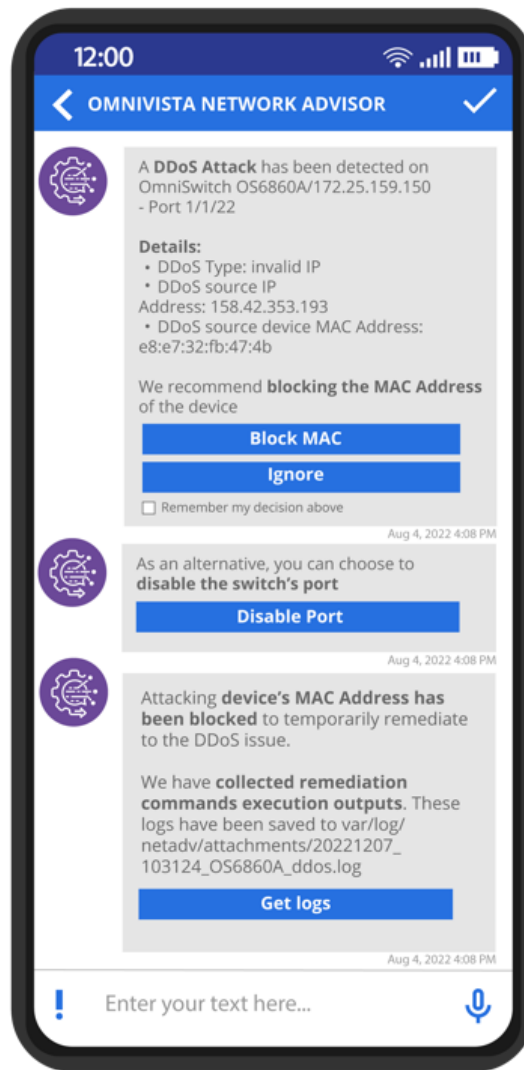 12:00
OMNIVISTA NETWORK ADVISOR
A DDoS Attack has been detected on
OmniSwitch OS6860A/172.25.159.150
- Port 1/1/22
Details:
• DDoS Type: invalid IP
• DDoS source IP
Address: 158.42.353.193
• DDoS source device MAC Address:
e8:e7:32:fb:47:4b
We recommend blocking the MAC Address
of the device
Block MAC
Ignore
Remember my decision above
Aug 4, 2022 4:08 PM
As an alternative, you can choose to
disable the switch's port
Disable Port
Aug 4, 2022 4:08 PM
Attacking device's MAC Address has
been blocked to temporarily remediate
to the DDoS issue.
We have collected remediation
commands execution outputs. These
logs have been saved to var/log/
netadv/attachments/20221207_
103124_OS6860A_ddos.log
Get logs
Aug 4, 2022 4:08 PM
! Enter your text here...